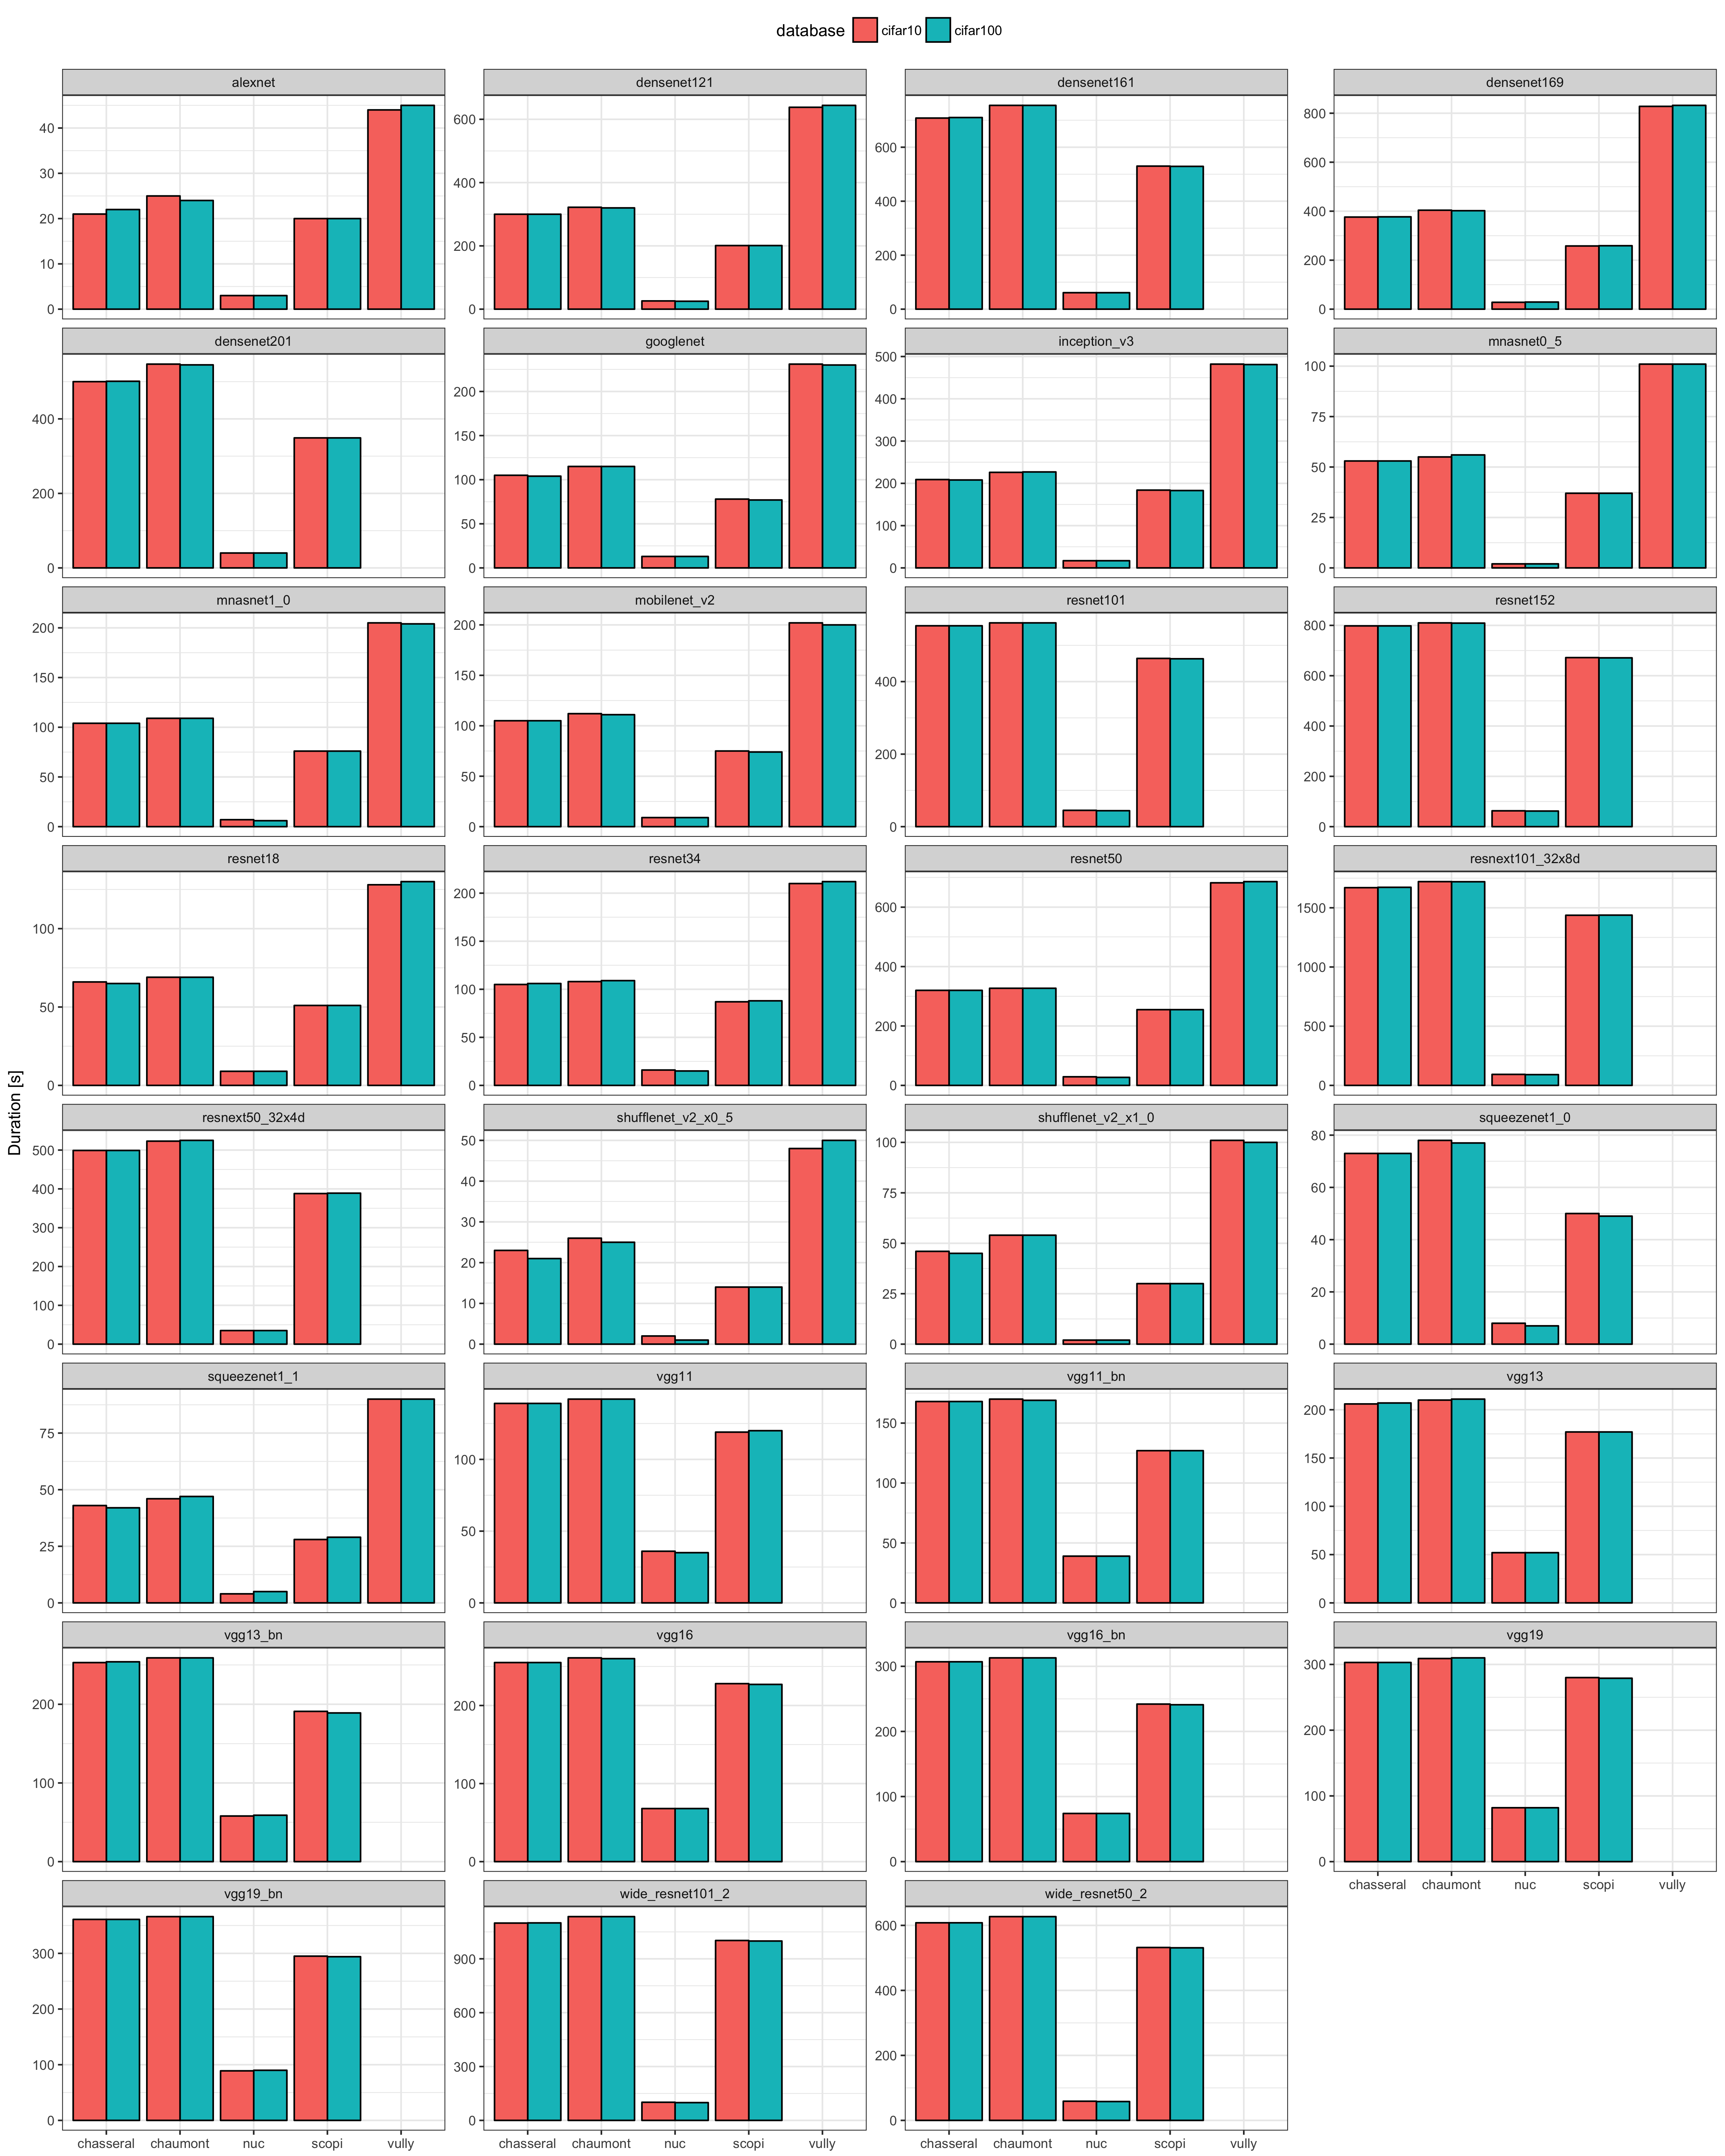 database cifar10 cifar100
alexnet densenet121 densenet161 densenet169
40 30 20 10 0
600 400 200 0
600 400 200 0
800 600 400 200 0
densenet201 googlenet inception_v3 mnasnet0_5
400 200 0
200 150 100 50 0
500 400 300 200 100 0
100 75 50 25 0
mnasnet1_0 mobilenet_v2 resnet101 resnet152
200 150 100 50 0
200 150 100 50 0
400 200 0
800 600 400 200 0
resnet18 resnet34 resnet50 resnext101_32x8d
100 50 0
200 150 100 50 0
600 400 200 0
1500 1000 500 0
Duration [s]
resnext50_32x4d shufflenet_v2_x0_5 shufflenet_v2_x1_0 squeezenet1_0
500 400 300 200 100 0
50 40 30 20 10 0
100 75 50 25 0
80 60 40 20 0
squeezenet1_1 vgg11 vgg11_bn vgg13
75 50 25 0
100 50 0
150 100 50 0
200 150 100 50 0
vgg13_bn vgg16 vgg16_bn vgg19
200 100 0
200 100 0
300 200 100 0
300 200 100 0
chasseral chaumont nuc scopi vully
vgg19_bn wide_resnet101_2 wide_resnet50_2
300 200 100 0
900 600 300 0
600 400 200 0
chasseral chaumont nuc scopi vully
chasseral chaumont nuc scopi vully
chasseral chaumont nuc scopi vully